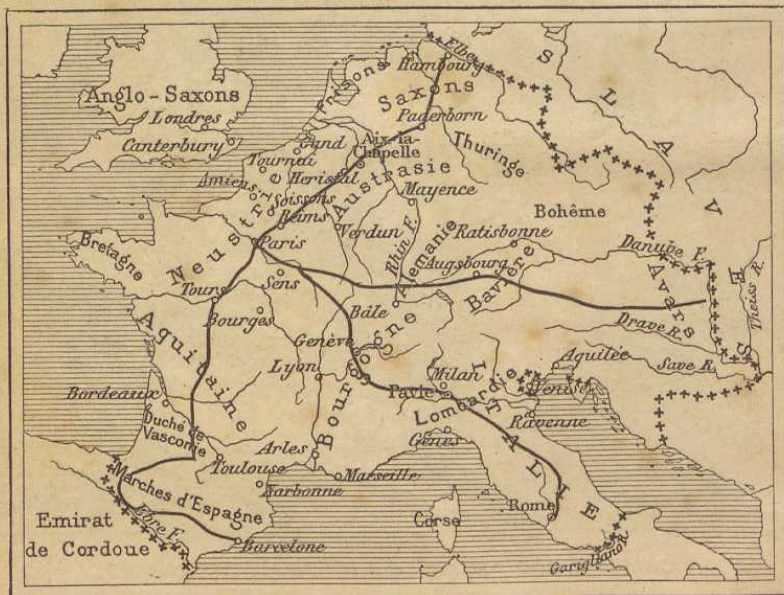 Elbe
Hambourg
S L A V E S
Frisons
Saxons
Anglo-Saxons
Londres
Canterbury
Paderborn
Gand
Aix-la-
Chapelle
Thuringe
Tournai
Heristal
Austrasie
Amiens
Soissons
Mayence
Reims
Neustrie
Verdun
Bohême
Paris
Rhin F.
Alemanie
Ratisbonne
Bretagne
Danube F.
Augsbourg
Bavière
Avars
Theiss R.
Tours
Sens
Bâle
Bourges
Drave R.
Aquitaine
Genève
Bourgogne
Aquilée
Save R.
Lyon
Milan
Pavie
Venise
Lombardie
ITALIE
Bordeaux
Duché de
Vasconie
Ravenne
Gênes
Arles
Toulouse
Marseille
Marches d'Espagne
Narbonne
Emirat
de Cordoue
Ebre F.
Corse
Rome
Barcelone
Garigliano R.